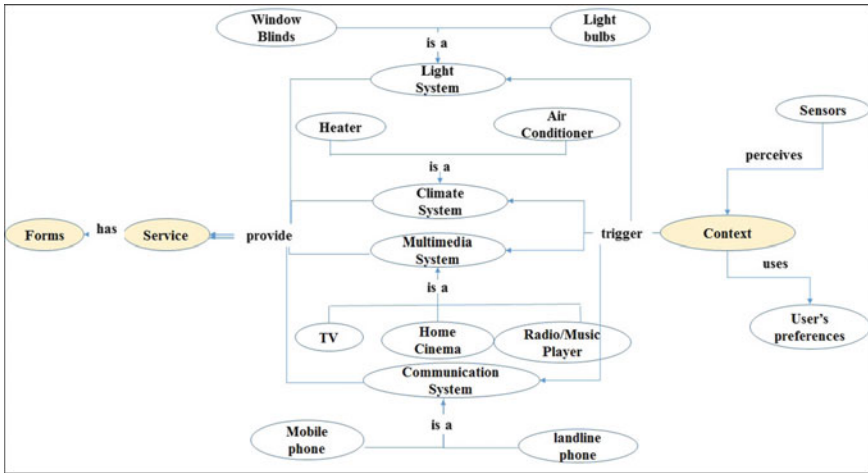 Window
Blinds
Light
bulbs
is a
Light
System
Sensors
Heater
Air
Conditioner
perceives
is a
Climate
System
Forms
has
Service
provide
Multimedia
System
trigger
Context
is a
uses
TV
Home
Cinema
Radio/Music
Player
User's
preferences
Communication
System
is a
Mobile
phone
landline
phone